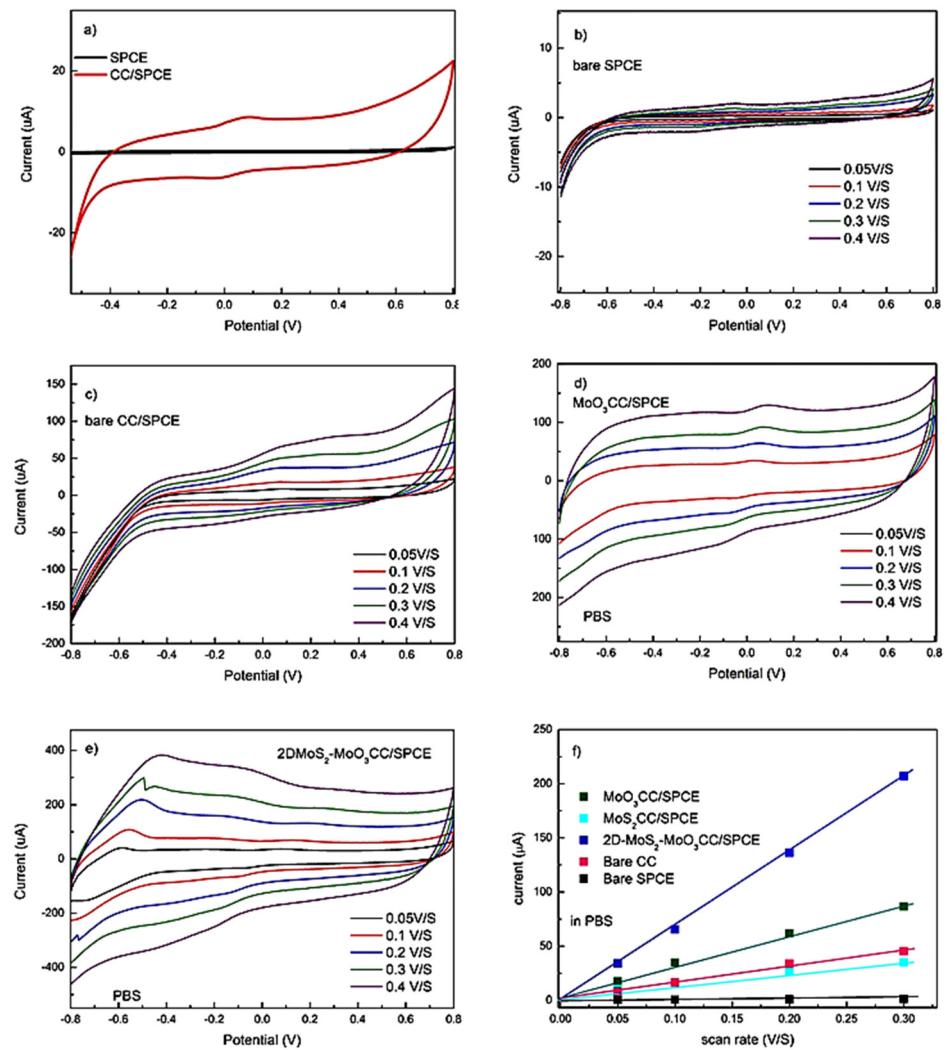 a)
SPCE
CC/SPCE
Current (uA)
20
0
-20
-0.4
-0.2
0.0
0.2
0.4
0.6
0.8
Potential (V)
b)
bare SPCE
Current (uA)
10
0
-10
-20
0.05V/S
0.1 V/S
0.2 V/S
0.3 V/S
0.4 V/S
-0.8
-0.6
-0.4
-0.2
0.0
0.2
0.4
0.6
0.8
Potential (V)
c)
bare CC/SPCE
Current (uA)
150
100
50
0
-50
-100
-150
-200
0.05V/S
0.1 V/S
0.2 V/S
0.3 V/S
0.4 V/S
-0.8
-0.6
-0.4
-0.2
0.0
0.2
0.4
0.6
0.8
Potential (V)
d)
MoO₃CC/SPCE
Current (uA)
200
100
0
100
200
0.05V/S
0.1 V/S
0.2 V/S
0.3 V/S
0.4 V/S
PBS
-0.8
-0.6
-0.4
-0.2
0.0
0.2
0.4
0.6
0.8
Potential (V)
e)
2DMoS₂-MoO₃CC/SPCE
Current (uA)
400
200
0
-200
-400
0.05V/S
0.1 V/S
0.2 V/S
0.3 V/S
0.4 V/S
PBS
-0.8
-0.6
-0.4
-0.2
0.0
0.2
0.4
0.6
0.8
Potential (V)
f)
current (µA)
250
200
150
100
50
0
MoO₃CC/SPCE
MoS₂CC/SPCE
2D-MoS₂-MoO₃CC/SPCE
Bare CC
Bare SPCE
in PBS
0.00
0.05
0.10
0.20
0.30
scan rate (V/S)